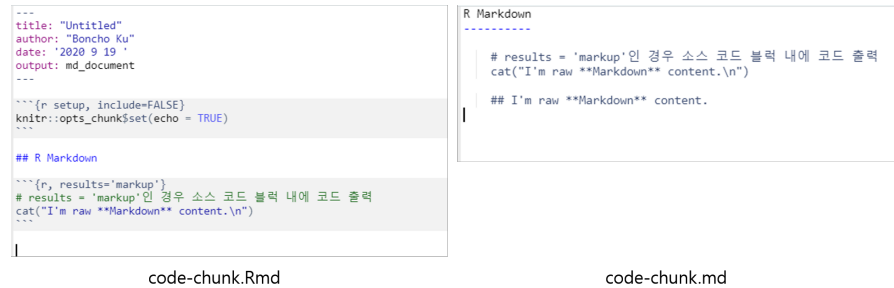 ---
title: "Untitled"
author: "Boncho Ku"
date: '2020 9 19 '
output: md_document
---
```{r setup, include=FALSE}
knitr::opts_chunk$set(echo = TRUE)
```
## R Markdown
```{r, results='markup'}
# results = 'markup'인 경우 소스 코드 블럭 내에 코드 출력
cat("I'm raw **Markdown** content.\n")
```
code-chunk.Rmd
R Markdown
----------
# results = 'markup'인 경우 소스 코드 블럭 내에 코드 출력
cat("I'm raw **Markdown** content.\n")
## I'm raw **Markdown** content.
code-chunk.md